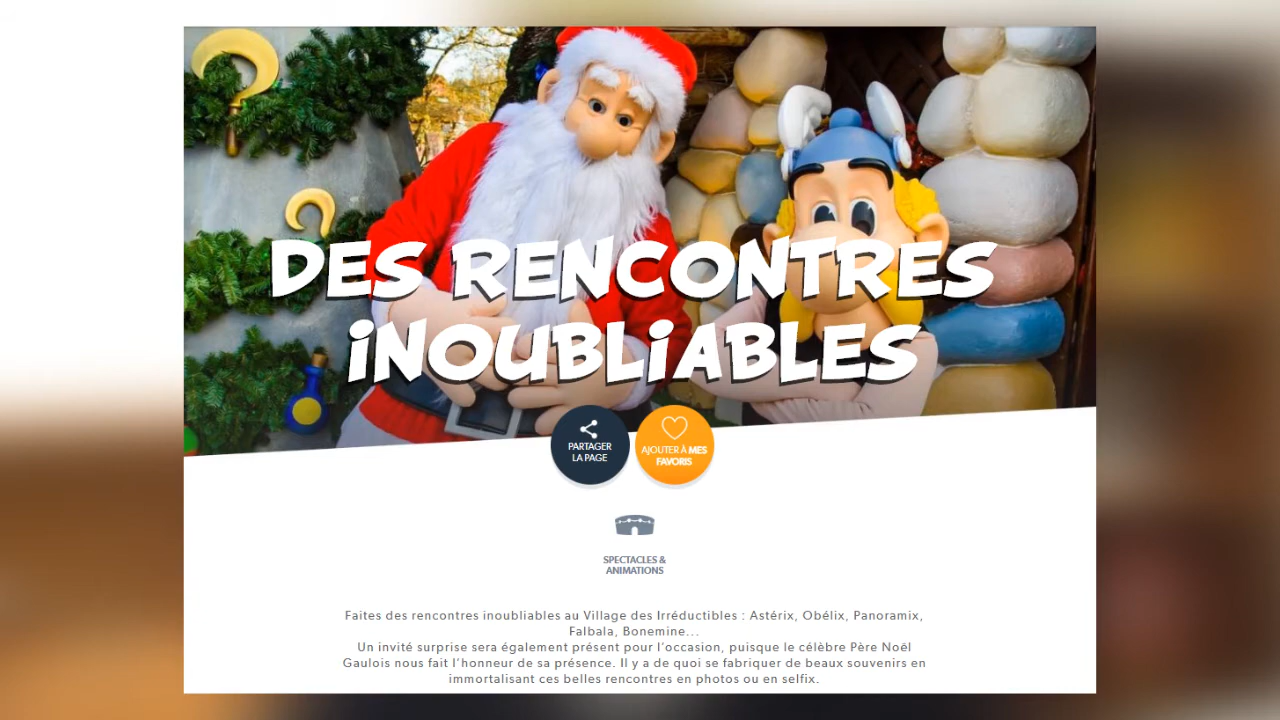 DES RENCONTRES
iNOUBLiABLES
PARTAGER
LA PAGE
AJOUTER À MES
FAVORIS
SPECTACLES &
ANIMATIONS
Faites des rencontres inoubliables au Village des Irréductibles : Astérix, Obélix, Panoramix,
Falbala, Bonemine...
Un invité surprise sera également présent pour l'occasion, puisque le célèbre Père Noël
Gaulois nous fait l'honneur de sa présence. Il y a de quoi se fabriquer de beaux souvenirs en
immortalisant ces belles rencontres en photos ou en selfix.